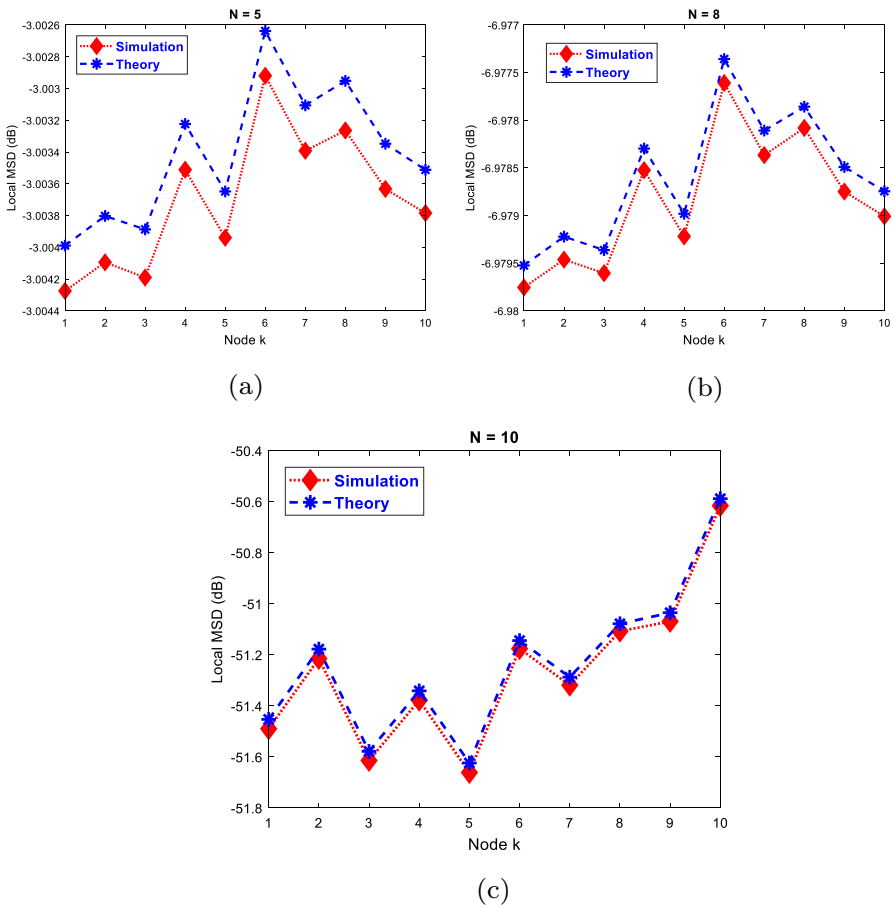 N = 5
-3.0026
-3.0028
-3.003
-3.0032
-3.0034
-3.0036
-3.0038
-3.004
-3.0042
-3.0044
Local MSD (dB)
Simulation
Theory
1 2 3 4 5 6 7 8 9 10
Node k
(a)
N = 8
-6.977
-6.9775
-6.978
-6.9785
-6.979
-6.9795
-6.98
Local MSD (dB)
Simulation
Theory
1 2 3 4 5 6 7 8 9 10
Node k
(b)
N = 10
-50.4
-50.6
-50.8
-51
-51.2
-51.4
-51.6
-51.8
Local MSD (dB)
Simulation
Theory
1 2 3 4 5 6 7 8 9 10
Node k
(c)